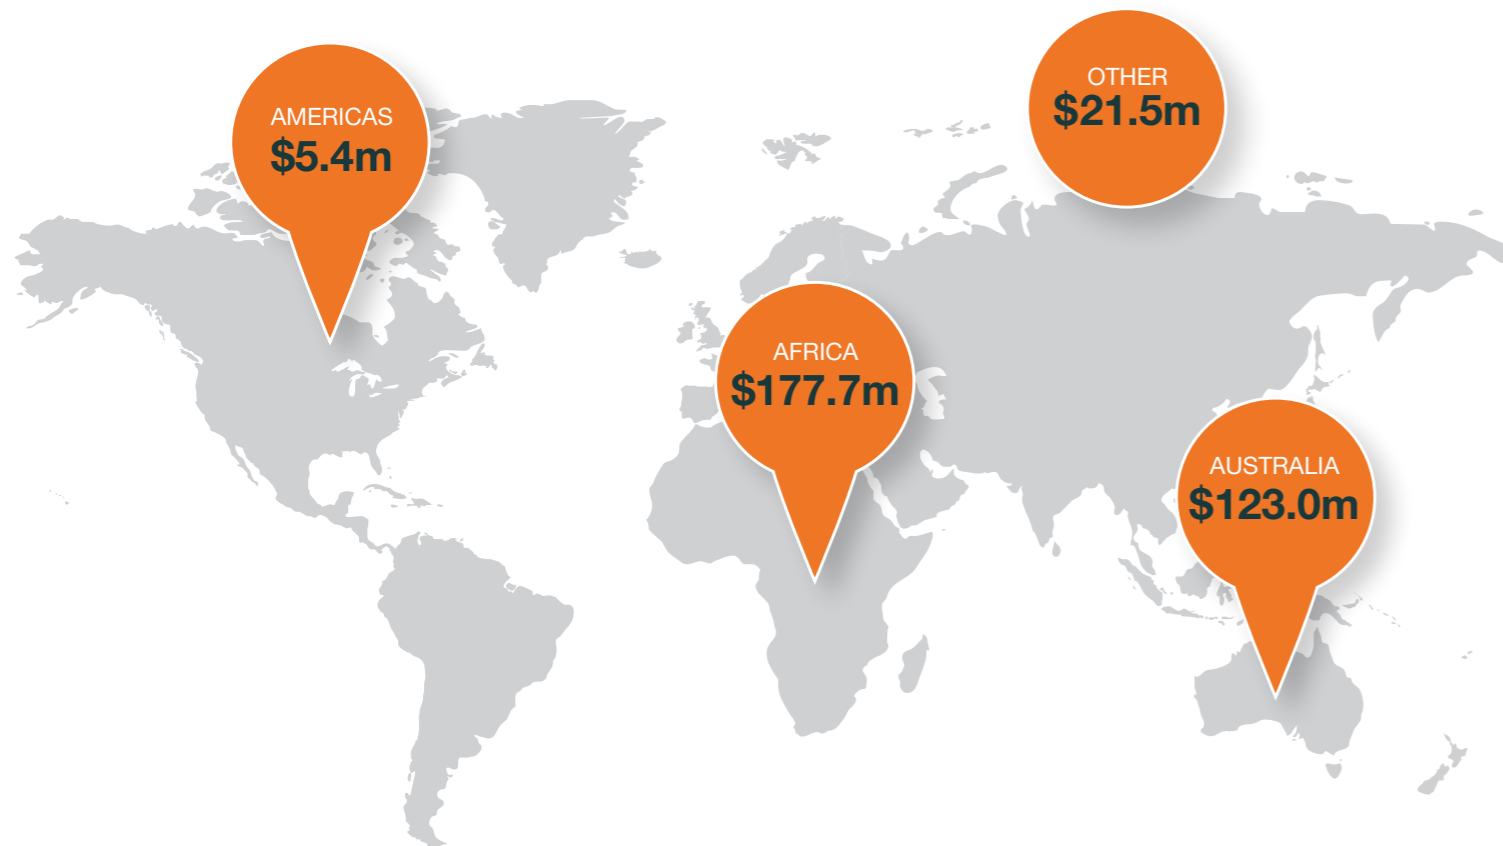 AMERICAS
$5.4m
OTHER
$21.5m
AFRICA
$177.7m
AUSTRALIA
$123.0m